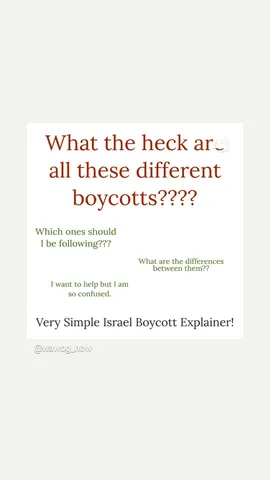 What the heck are
all these different
boycotts????
Which ones should
I be following???
What are the differences
between them??
I want to help but I am
so confused.
Very Simple Israel Boycott Explainer!
@wawog_now